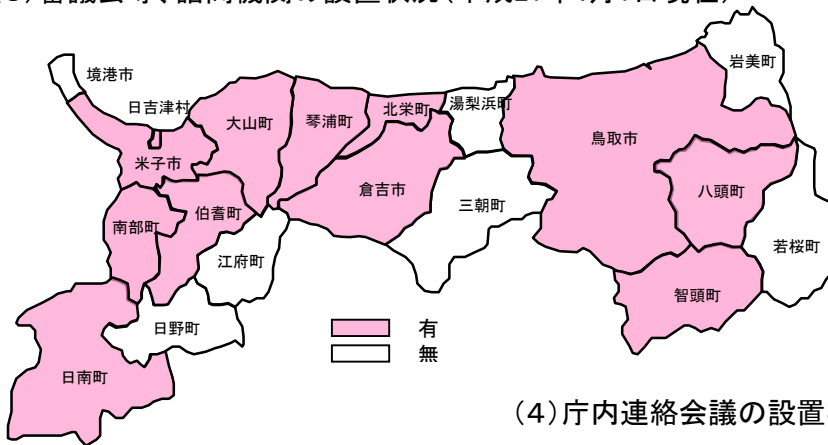 審議会
岩美町
境港市
日吉津村
湯梨浜町
北栄町
大山町
琴浦町
鳥取市
米子市
倉吉市
八頭町
三朝町
伯耆町
南部町
若桜町
江府町
智頭町
日野町
有
無
日南町
(4)庁内連絡会議の設置